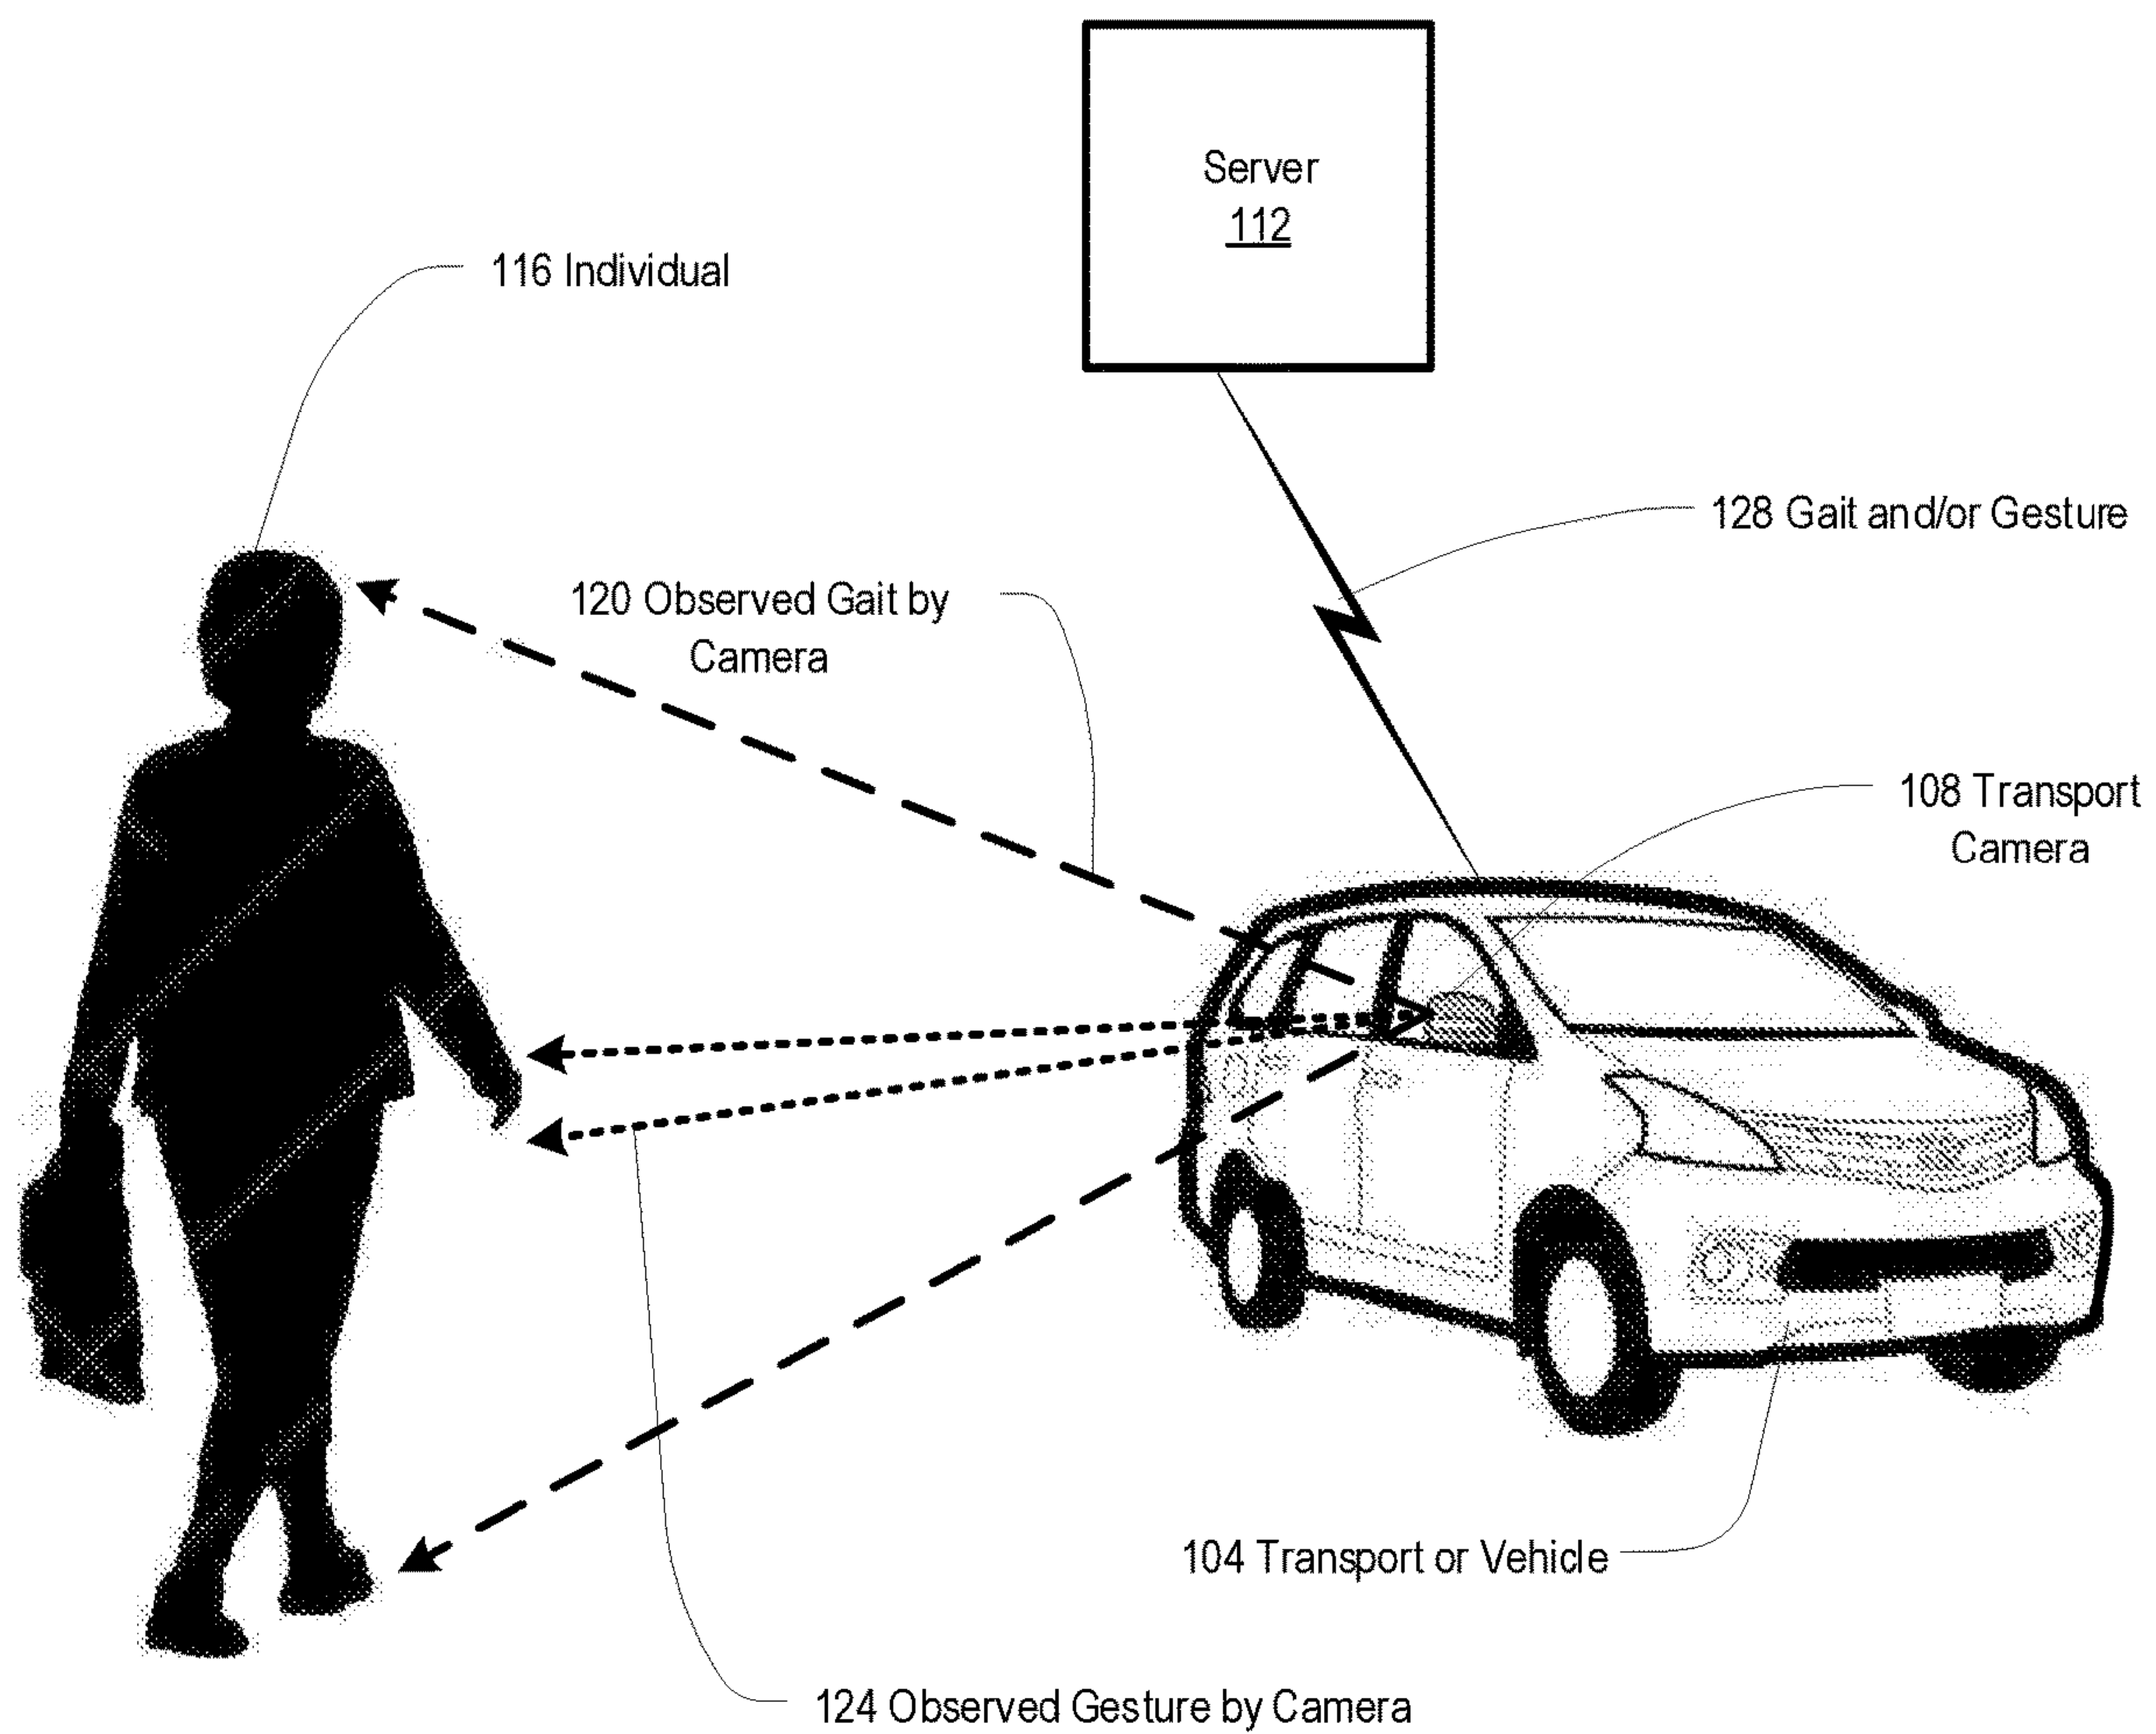 Server
112
116 Individual
128 Gait and/or Gesture
120 Observed Gait by
Camera
108 Transport
Camera
104 Transport or Vehicle
124 Observed Gesture by Camera